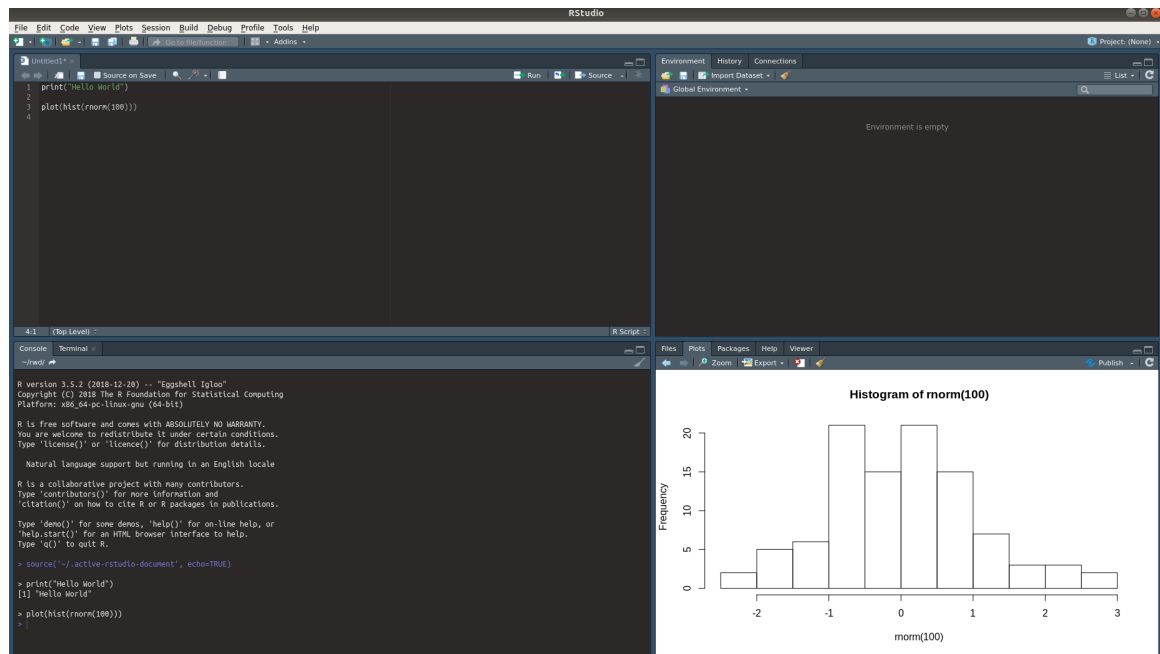 RStudio
File Edit Code View Plots Session Build Debug Profile Tools Help
Go to file/function Addins Project: (None)
Untitled1*
Source on Save Run Source
1 print("Hello World")
2
3 plot(hist(rnorm(100)))
4
4:1 (Top Level) R Script
Console Terminal
~/rwd/
R version 3.5.2 (2018-12-20) -- "Eggshell Igloo"
Copyright (C) 2018 The R Foundation for Statistical Computing
Platform: x86_64-pc-linux-gnu (64-bit)
R is free software and comes with ABSOLUTELY NO WARRANTY.
You are welcome to redistribute it under certain conditions.
Type 'license()' or 'licence()' for distribution details.
Natural language support but running in an English locale
R is a collaborative project with many contributors.
Type 'contributors()' for more information and
'citation()' on how to cite R or R packages in publications.
Type 'demo()' for some demos, 'help()' for on-line help, or
'help.start()' for an HTML browser interface to help.
Type 'q()' to quit R.
> source('~/.active-rstudio-document', echo=TRUE)
> print("Hello World")
[1] "Hello World"
> plot(hist(rnorm(100)))
>
Environment History Connections
Import Dataset List
Global Environment
Environment is empty
Files Plots Packages Help Viewer
Zoom Export Publish
Histogram of rnorm(100)
Frequency
20
15
10
5
0
-2 -1 0 1 2 3
rnorm(100)